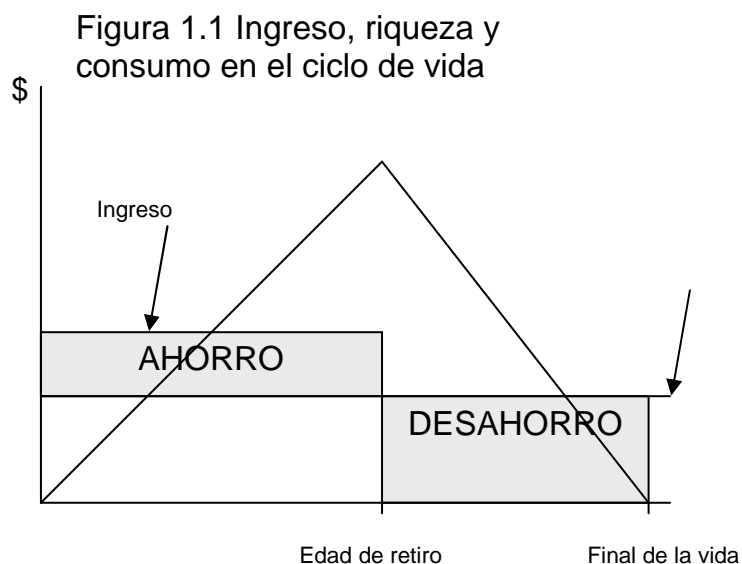 Figura 1.1 Ingreso, riqueza y
consumo en el ciclo de vida
$
Ingreso
AHORRO
DESAHORRO
Edad de retiro
Final de la vida